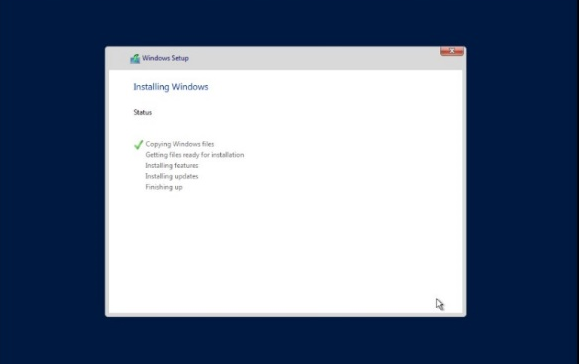 Windows Setup
Installing Windows
Status
Copying Windows files
Getting files ready for installation
Installing features
Installing updates
Finishing up